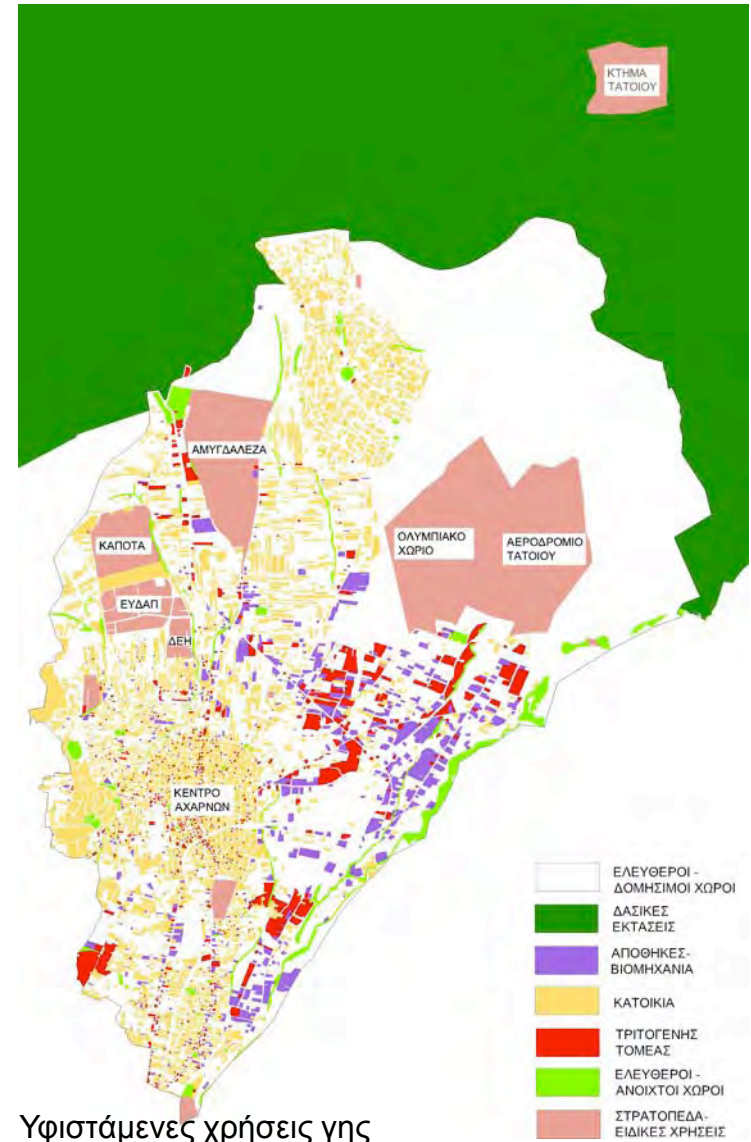 ΚΤΗΜΑ
ΤΑΤΟΙΟΥ
ΑΜΥΓΔΑΛΕΖΑ
ΚΑΠΟΤΑ
ΟΛΥΜΠΙΑΚΟ
ΧΩΡΙΟ
ΑΕΡΟΔΡΟΜΙΟ
ΤΑΤΟΙΟΥ
ΕΥΔΑΠ
ΔΕΗ
ΚΕΝΤΡΟ
ΑΧΑΡΝΩΝ
ΕΛΕΥΘΕΡΟΙ -
ΔΟΜΗΣΙΜΟΙ ΧΩΡΟΙ
ΔΑΣΙΚΕΣ
ΕΚΤΑΣΕΙΣ
ΑΠΟΘΗΚΕΣ-
ΒΙΟΜΗΧΑΝΙΑ
ΚΑΤΟΙΚΙΑ
ΤΡΙΤΟΓΕΝΗΣ
ΤΟΜΕΑΣ
ΕΛΕΥΘΕΡΟΙ -
ΑΝΟΙΧΤΟΙ ΧΩΡΟΙ
ΣΤΡΑΤΟΠΕΔΑ-
ΕΙΔΙΚΕΣ ΧΡΗΣΕΙΣ
Υφιστάμενες χρήσεις γης